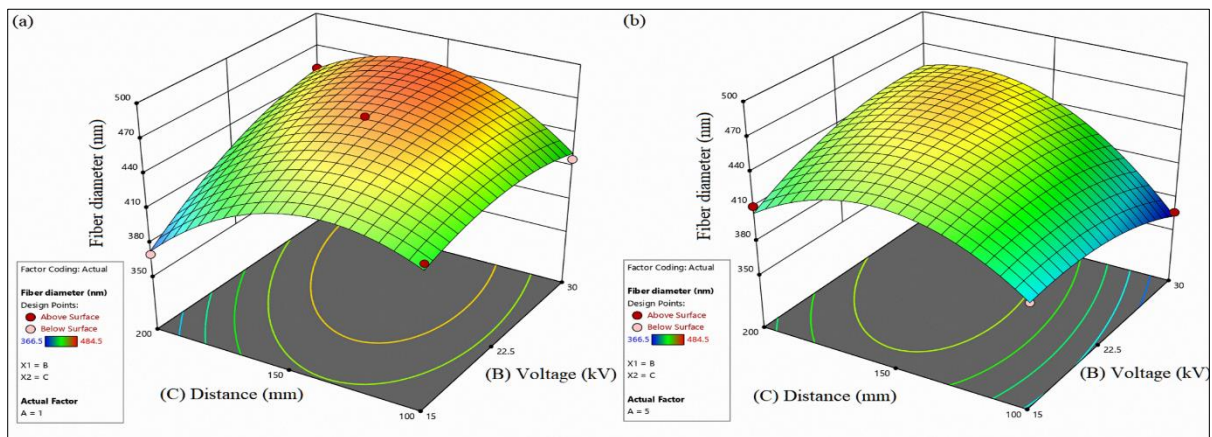 (a)
Fiber diameter (nm)
500
470
440
410
380
350
200
150
100
15
22.5
30
(C) Distance (mm)
(B) Voltage (kV)
Factor Coding: Actual
Fiber diameter (nm)
Design Points:
Above Surface
Below Surface
366.5 484.5
X1 = B
X2 = C
Actual Factor
A = 1
(b)
Fiber diameter (nm)
500
470
440
410
380
350
200
150
100
15
22.5
30
(C) Distance (mm)
(B) Voltage (kV)
Factor Coding: Actual
Fiber diameter (nm)
Design Points:
Above Surface
Below Surface
366.5 484.5
X1 = B
X2 = C
Actual Factor
A = 5